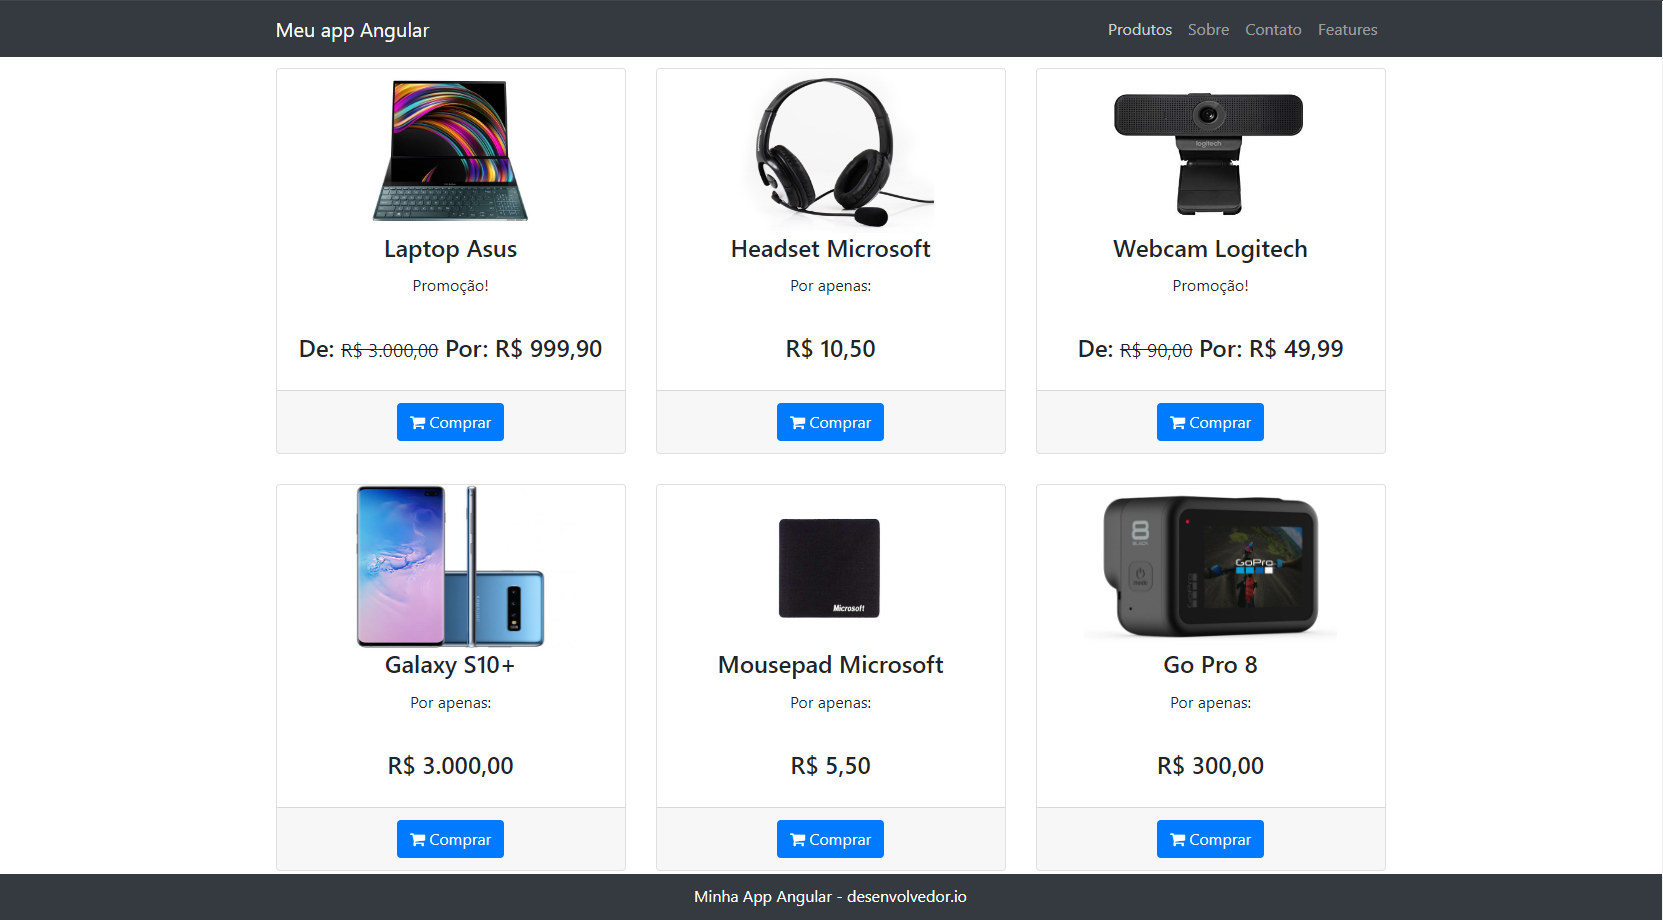 Meu app Angular
Produtos Sobre Contato Features
logitech
Laptop Asus
Promoção!
De: R$ 3.000,00 Por: R$ 999,90
Comprar
Headset Microsoft
Por apenas:
R$ 10,50
Comprar
Webcam Logitech
Promoção!
De: R$ 90,00 Por: R$ 49,99
Comprar
Galaxy S10+
Por apenas:
R$ 3.000,00
Comprar
Microsoft
Mousepad Microsoft
Por apenas:
R$ 5,50
Comprar
8
BLACK
GoPro
Go Pro 8
Por apenas:
R$ 300,00
Comprar
Minha App Angular - desenvolvedor.io